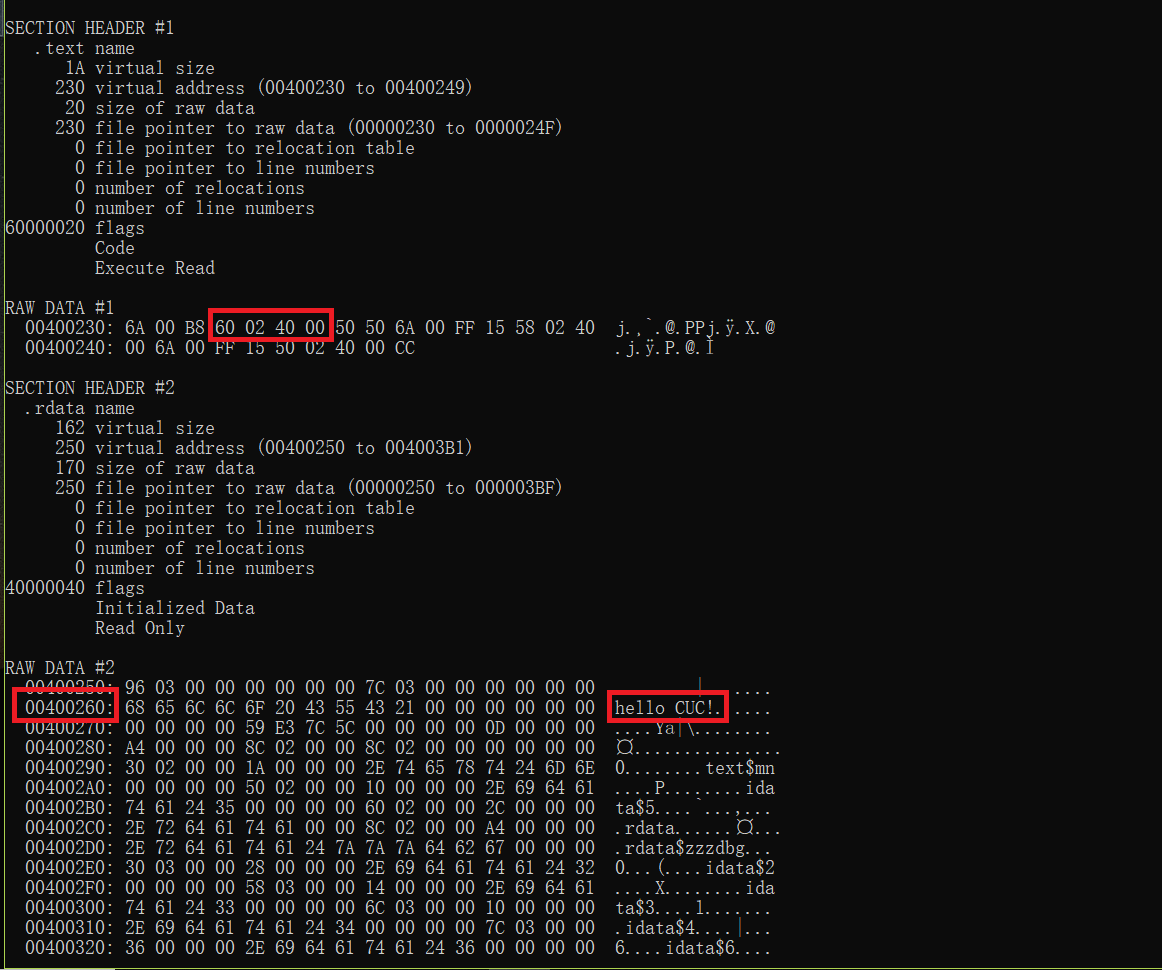 SECTION HEADER #1
   .text name
      1A virtual size
     230 virtual address (00400230 to 00400249)
      20 size of raw data
     230 file pointer to raw data (00000230 to 0000024F)
       0 file pointer to relocation table
       0 file pointer to line numbers
       0 number of relocations
       0 number of line numbers
60000020 flags
         Code
         Execute Read
RAW DATA #1
  00400230: 6A 00 B8 60 02 40 00 50 50 6A 00 FF 15 58 02 40  j.¸`.@.PPj.ÿ.X.@
  00400240: 00 6A 00 FF 15 50 02 40 00 CC                    .j.ÿ.P.@.Ì
SECTION HEADER #2
  .rdata name
     162 virtual size
     250 virtual address (00400250 to 004003B1)
     170 size of raw data
     250 file pointer to raw data (00000250 to 000003BF)
       0 file pointer to relocation table
       0 file pointer to line numbers
       0 number of relocations
       0 number of line numbers
40000040 flags
         Initialized Data
         Read Only
RAW DATA #2
  00400250: 96 03 00 00 00 00 00 00 7C 03 00 00 00 00 00 00          |.......
  00400260: 68 65 6C 6C 6F 20 43 55 43 21 00 00 00 00 00 00  hello CUC!......
  00400270: 00 00 00 00 59 E3 7C 5C 00 00 00 00 0D 00 00 00  ....Yã|\........
  00400280: A4 00 00 00 8C 02 00 00 8C 02 00 00 00 00 00 00  ¤...............
  00400290: 30 02 00 00 1A 00 00 00 2E 74 65 78 74 24 6D 6E  0........text$mn
  004002A0: 00 00 00 00 50 02 00 00 10 00 00 00 2E 69 64 61  ....P........ida
  004002B0: 74 61 24 35 00 00 00 00 60 02 00 00 2C 00 00 00  ta$5....`...,...
  004002C0: 2E 72 64 61 74 61 00 00 8C 02 00 00 A4 00 00 00  .rdata......¤...
  004002D0: 2E 72 64 61 74 61 24 7A 7A 7A 64 62 67 00 00 00  .rdata$zzzdbg...
  004002E0: 30 03 00 00 28 00 00 00 2E 69 64 61 74 61 24 32  0...(....idata$2
  004002F0: 00 00 00 00 58 03 00 00 14 00 00 00 2E 69 64 61  ....X........ida
  00400300: 74 61 24 33 00 00 00 00 6C 03 00 00 10 00 00 00  ta$3....l.......
  00400310: 2E 69 64 61 74 61 24 34 00 00 00 00 7C 03 00 00  .idata$4....|...
  00400320: 36 00 00 00 2E 69 64 61 74 61 24 36 00 00 00 00  6....idata$6....